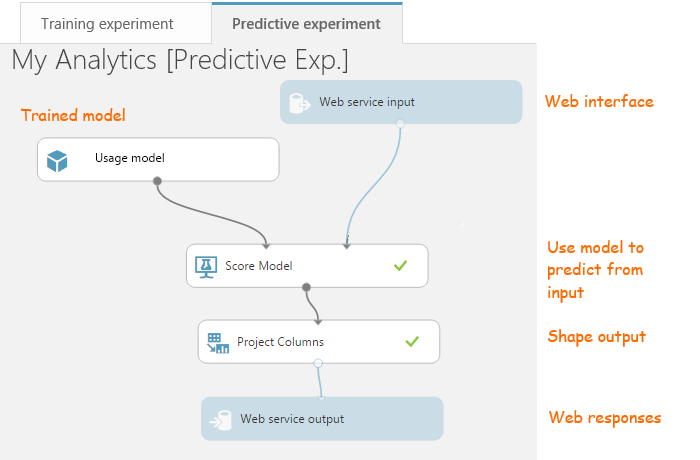 Training experiment
Predictive experiment
My Analytics [Predictive Exp.]
Web service input
Web interface
Trained model
Usage model
Score Model
Use model to
predict from
input
Project Columns
Shape output
Web service output
Web responses